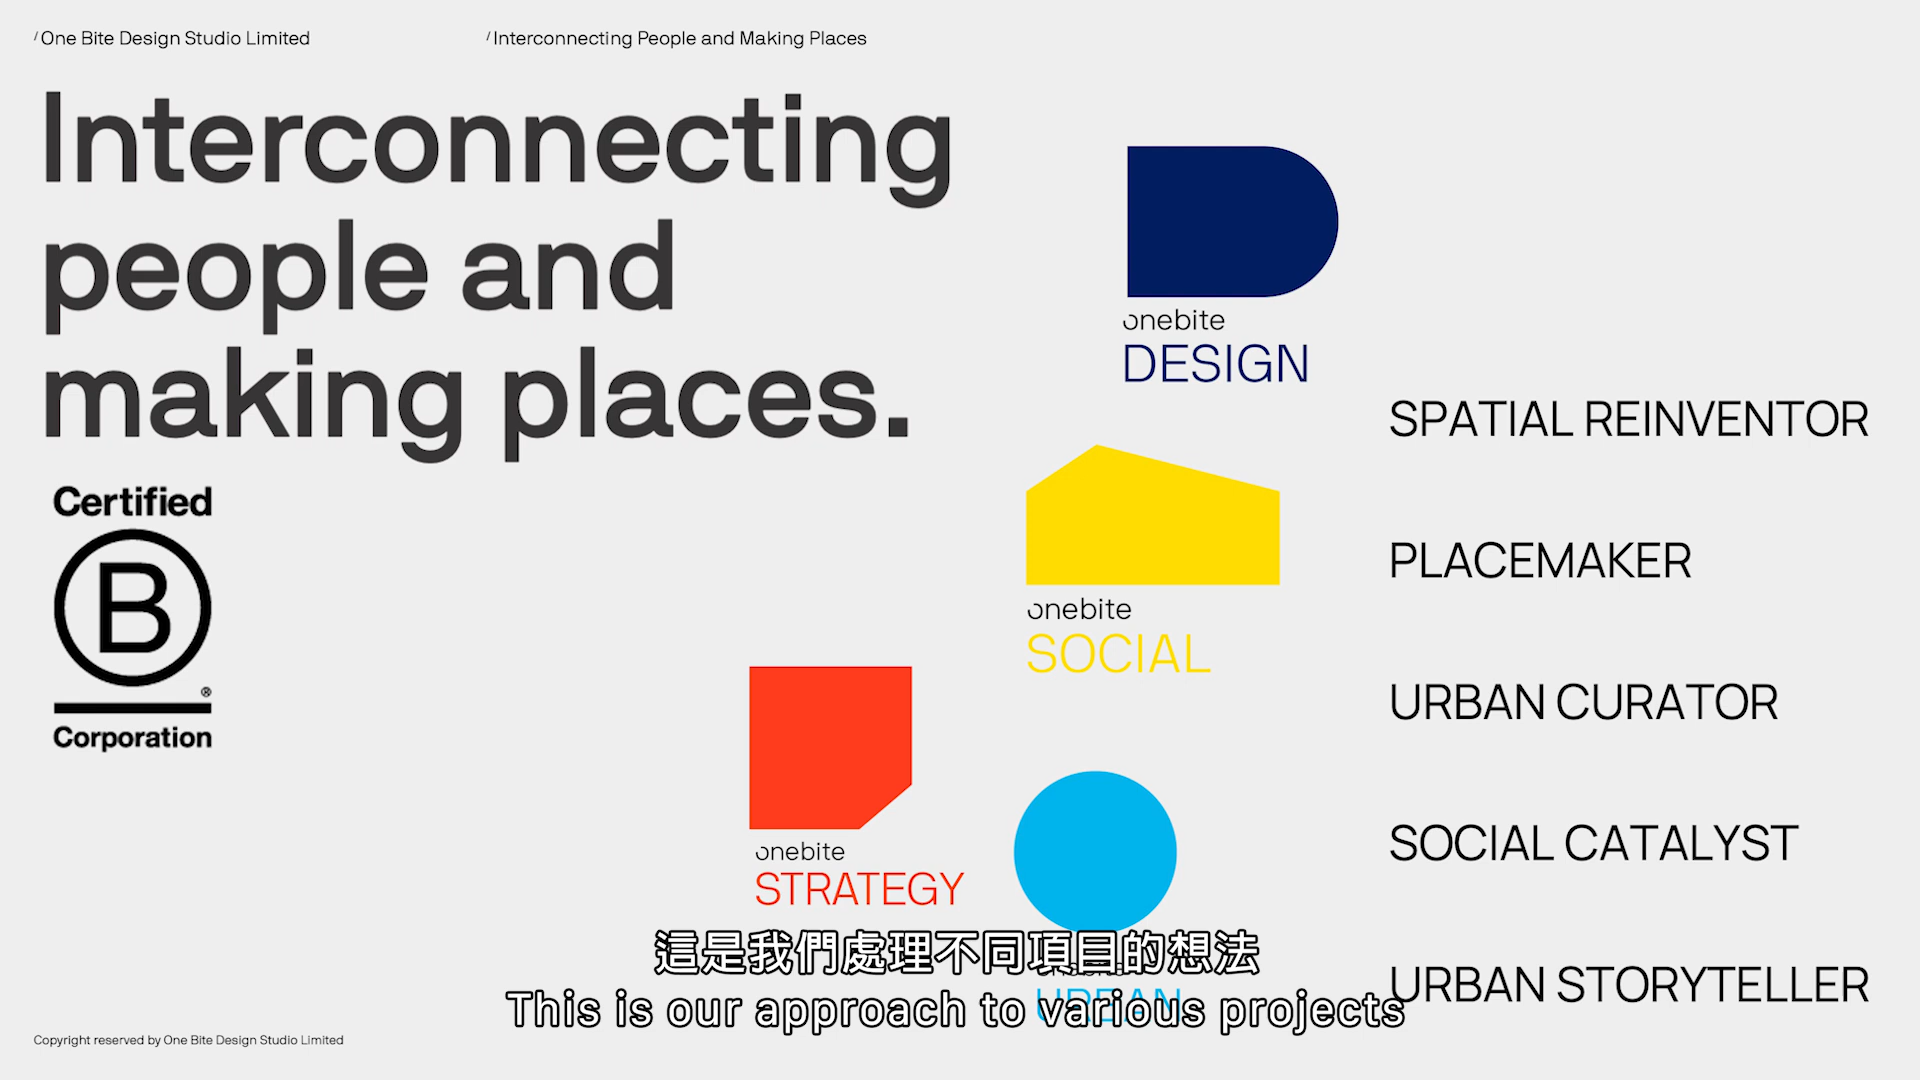 /One Bite Design Studio Limited
/Interconnecting People and Making Places
Interconnecting
people and
making places.
Certified
B
®
Corporation
onebite
DESIGN
onebite
SOCIAL
onebite
STRATEGY
URBAN
SPATIAL REINVENTOR
PLACEMAKER
URBAN CURATOR
SOCIAL CATALYST
URBAN STORYTELLER
這是我們處理不同項目的想法
This is our approach to various projects
Copyright reserved by One Bite Design Studio Limited